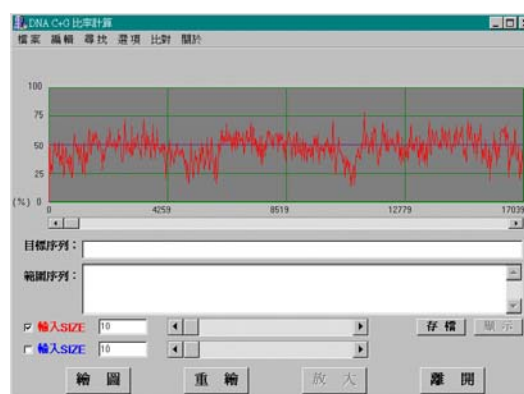 DNA C+G 比率計算
檔案 編輯 尋找 選項 比對 關於
100
75
50
25
(%) 0
0 4259 8519 12779 17039
目標序列：
範圍序列：
輸入SIZE 10
存檔 顯示
輸入SIZE 10
繪圖 重繪 放大 離開